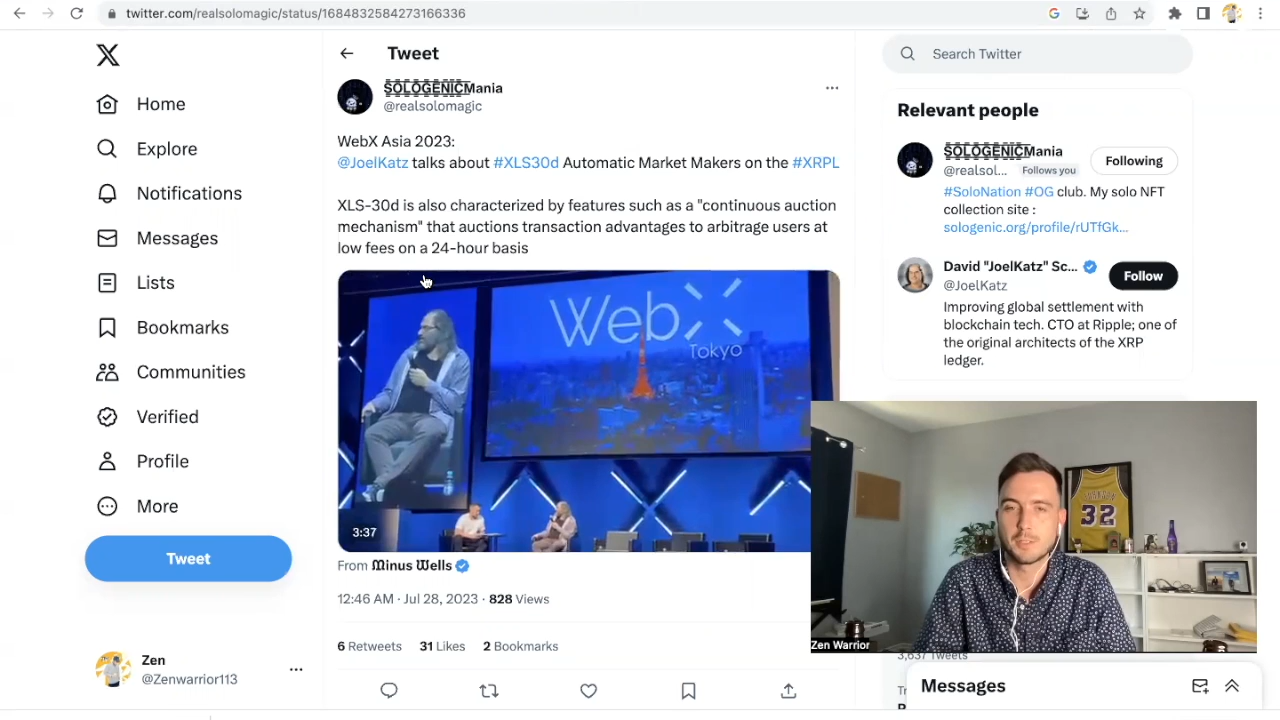 twitter.com/realsolomagic/status/1684832584273166336
Tweet
Search Twitter
Home
Explore
Notifications
Messages
Lists
Bookmarks
Communities
Verified
Profile
More
Tweet
Zen
@Zenwarrior113
SOLOGENICMania
@realsolomagic
WebX Asia 2023:
@JoelKatz talks about #XLS30d Automatic Market Makers on the #XRPL
XLS-30d is also characterized by features such as a "continuous auction
mechanism" that auctions transaction advantages to arbitrage users at
low fees on a 24-hour basis
WebX
Tokyo
3:37
From Minus Wells
12:46 AM · Jul 28, 2023 · 828 Views
6 Retweets 31 Likes 2 Bookmarks
Relevant people
SOLOGENICMania
@realsol... Follows you
Following
#SoloNation #OG club. My solo NFT
collection site :
sologenic.org/profile/rUTfGk...
David "JoelKatz" Sc...
@JoelKatz
Follow
Improving global settlement with
blockchain tech. CTO at Ripple; one of
the original architects of the XRP
ledger.
32
Zen Warrior
3,637 Tweets
Messages